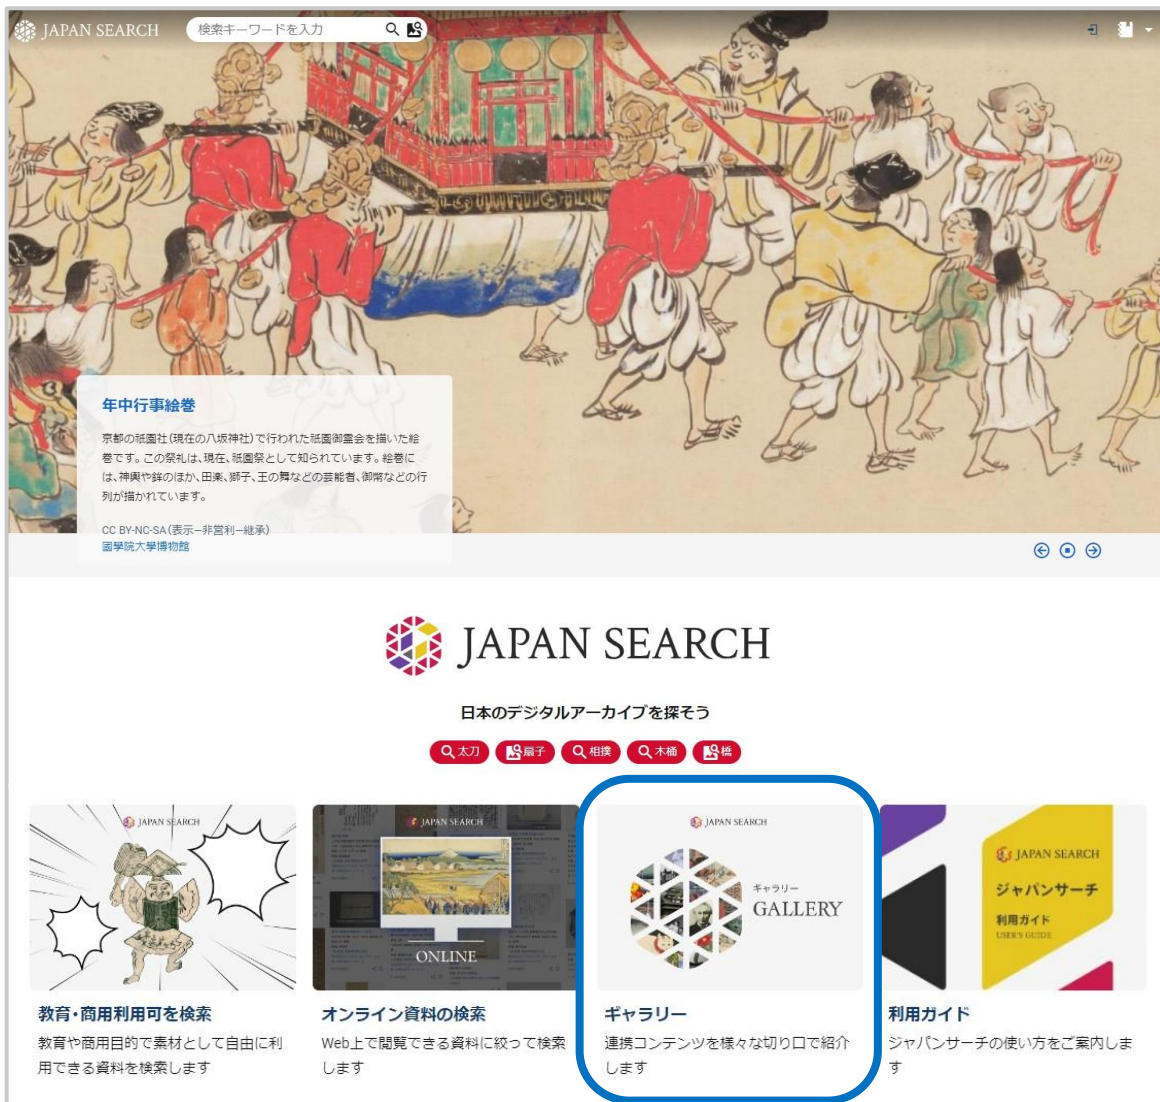 JAPAN SEARCH
検索キーワードを入力
年中行事絵巻
京都の祇園社(現在の八坂神社)で行われた祇園御霊会を描いた絵
巻です。この祭礼は、現在、祇園祭として知られています。絵巻に
は、神輿や鉾のほか、田楽、獅子、王の舞などの芸能者、御幣などの行
列が描かれています。
CC BY-NC-SA(表示—非営利—継承)
國學院大學博物館
JAPAN SEARCH
日本のデジタルアーカイブを探そう
太刀 扇子 相撲 木桶 橋
JAPAN SEARCH
教育・商用利用可を検索
教育や商用目的で素材として自由に利
用できる資料を検索します
JAPAN SEARCH
ONLINE
オンライン資料の検索
Web上で閲覧できる資料に絞って検索
します
JAPAN SEARCH
ギャラリー
GALLERY
ギャラリー
連携コンテンツを様々な切り口で紹介
します
JAPAN SEARCH
ジャパンサーチ
利用ガイド
USER'S GUIDE
利用ガイド
ジャパンサーチの使い方をご案内しま
す